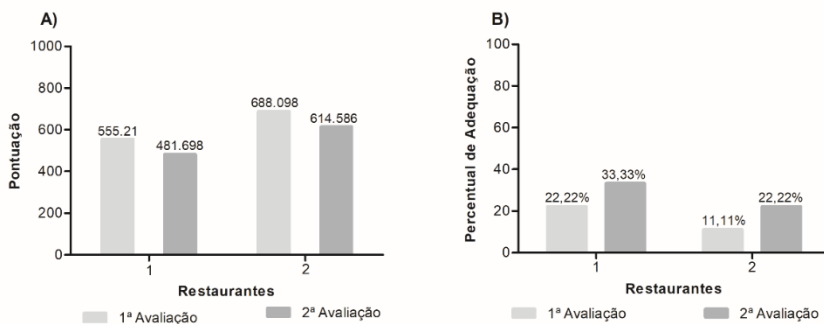 A)
1000
800
600
400
200
0
Pontuação
555.21
481.698
688.098
614.586
1
2
Restaurantes
1ª Avaliação
2ª Avaliação
B)
100
80
60
40
20
0
Percentual de Adequação
22,22%
33,33%
11,11%
22,22%
1
2
Restaurantes
1ª Avaliação
2ª Avaliação